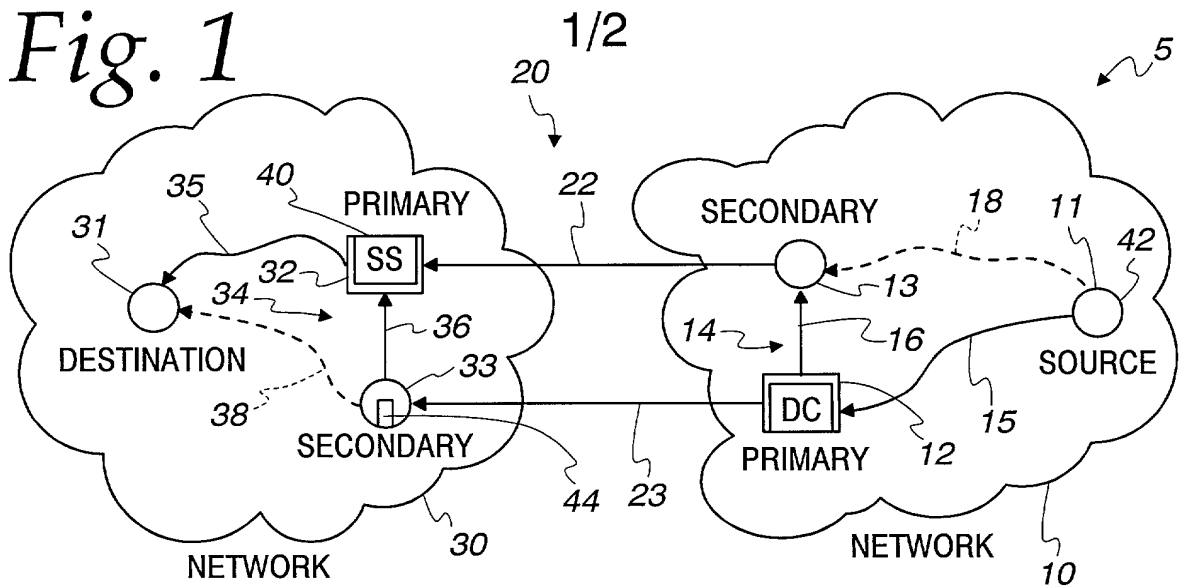 Fig. 1
1/2
5
20
40
35
PRIMARY
22
SECONDARY
18
11
42
31
SS
32
13
34
36
14
16
DESTINATION
33
SOURCE
38
DC
15
SECONDARY
PRIMARY
12
44
23
NETWORK
30
NETWORK
10